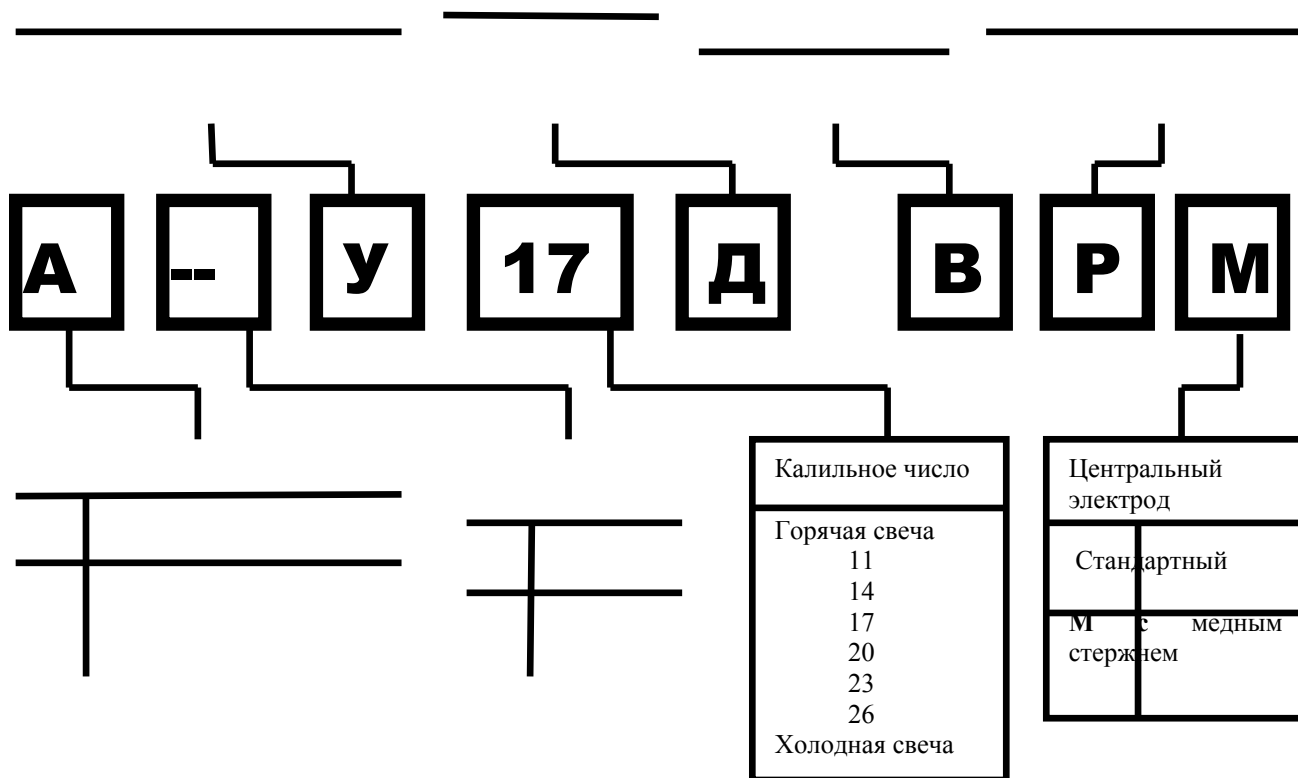 А -- У 17 Д В Р М
Калильное число
Горячая свеча
11
14
17
20
23
26
Холодная свеча
Центральный
электрод
Стандартный
М с медным
стержнем